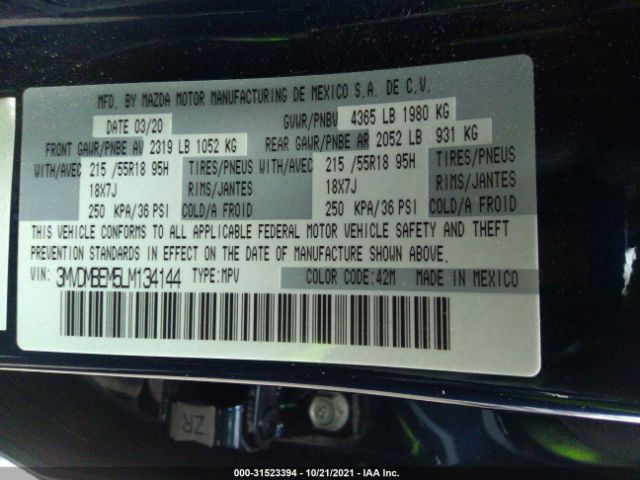 MFD. BY MAZDA MOTOR MANUFACTURING DE MEXICO S.A. DE C.V.
DATE 03/20 GVWR/PNBV 4365 LB 1980 KG
FRONT GAWR/PNBE AV 2319 LB 1052 KG REAR GAWR/PNBE AR 2052 LB 931 KG
WITH/AVEC 215 /55R18 95H TIRES/PNEUS WITH/AVEC 215 /55R18 95H TIRES/PNEUS
18X7J RIMS/JANTES 18X7J RIMS/JANTES
250 KPA/36 PSI COLD/A FROID 250 KPA/36 PSI COLD/A FROID
THIS VEHICLE CONFORMS TO ALL APPLICABLE FEDERAL MOTOR VEHICLE SAFETY AND THEFT
PREVENTION STANDARDS IN EFFECT ON THE DATE OF MANUFACTURE SHOWN ABOVE.
VIN: 3MVDMBEM5LM134144 TYPE:MPV COLOR CODE:42M MADE IN MEXICO
ZR
000-31523394 - 10/21/2021 - IAA Inc.